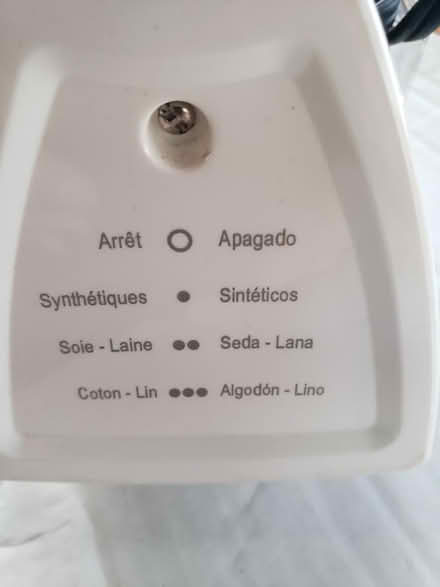 Arrêt Apagado
Synthétiques Sintéticos
Soie - Laine Seda - Lana
Coton - Lin Algodón - Lino